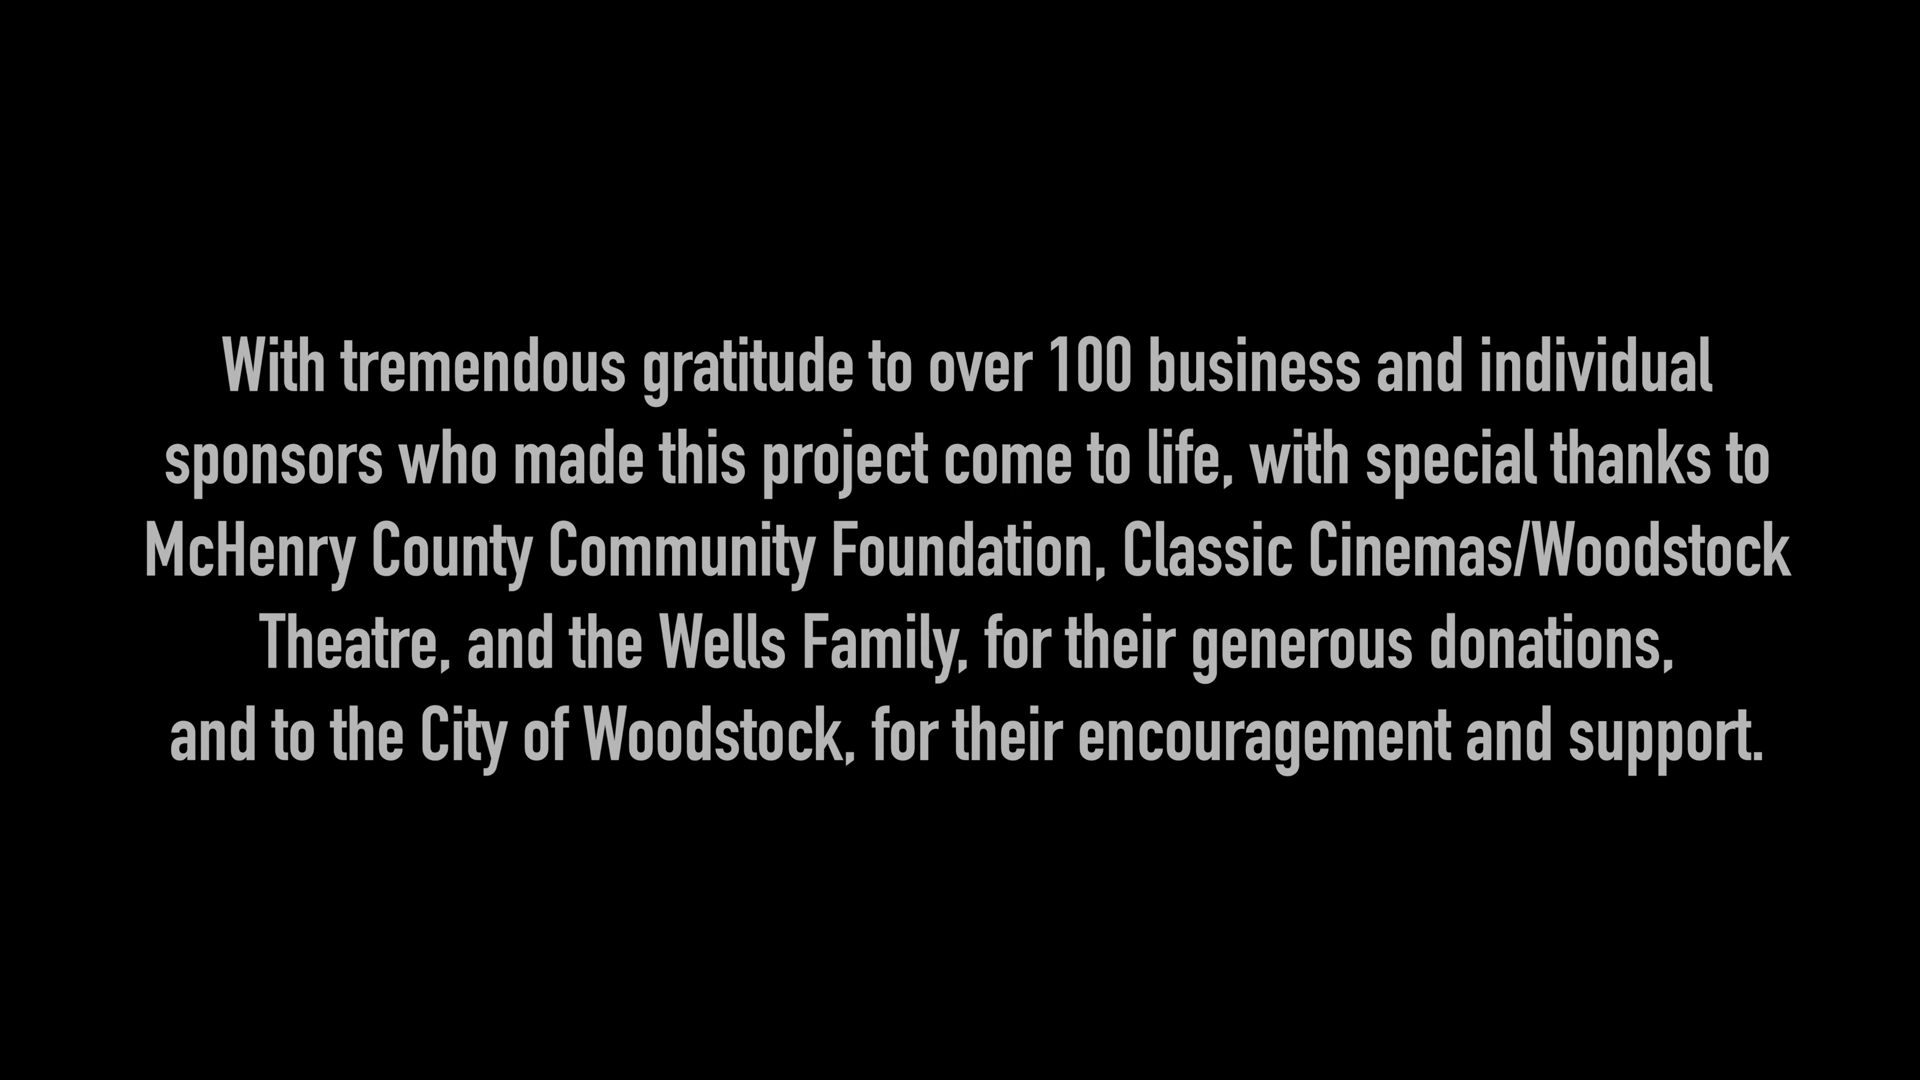 With tremendous gratitude to over 100 business and individual
sponsors who made this project come to life, with special thanks to
McHenry County Community Foundation, Classic Cinemas/Woodstock
Theatre, and the Wells Family, for their generous donations,
and to the City of Woodstock, for their encouragement and support.